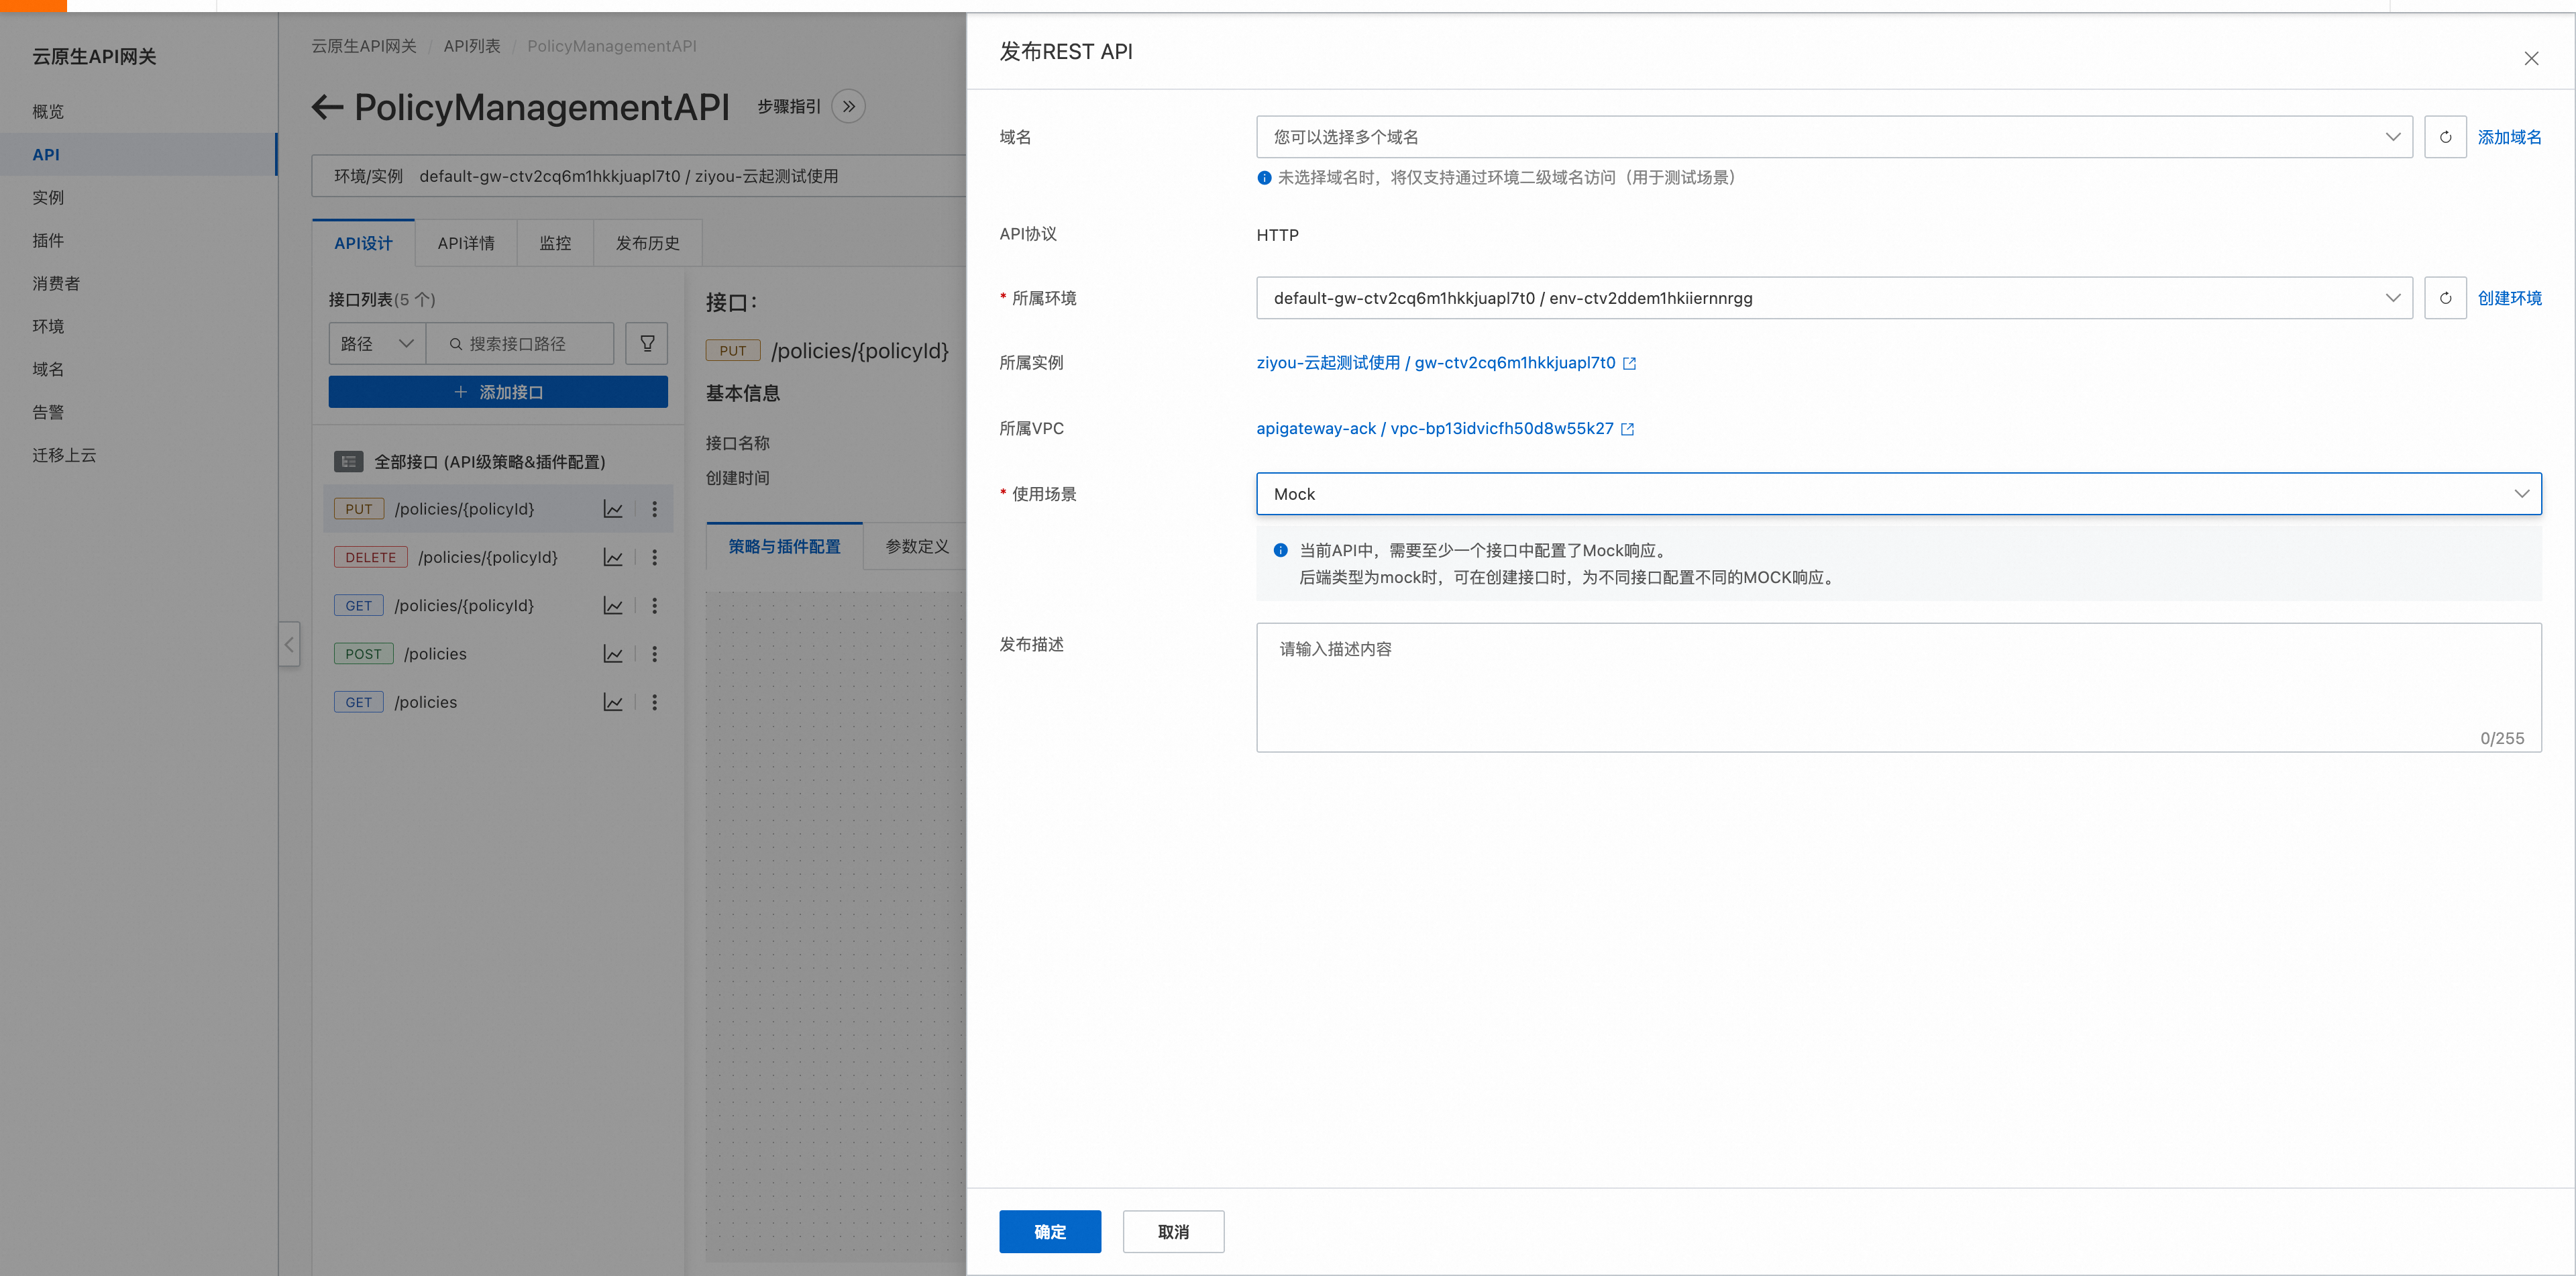 云原生API网关
概览
API
实例
插件
消费者
环境
域名
告警
迁移上云
云原生API网关 / API列表 / PolicyManagementAPI
PolicyManagementAPI 步骤指引
环境/实例 default-gw-ctv2cq6m1hkkjuapl7t0 / ziyou-云起测试使用
API设计 API详情 监控 发布历史
接口列表(5 个)
路径 搜索接口路径
添加接口
全部接口 (API级策略&插件配置)
PUT /policies/{policyId}
DELETE /policies/{policyId}
GET /policies/{policyId}
POST /policies
GET /policies
接口：
PUT /policies/{policyId}
基本信息
接口名称
创建时间
策略与插件配置 参数定义
发布REST API
域名 您可以选择多个域名 添加域名
未选择域名时，将仅支持通过环境二级域名访问（用于测试场景）
API协议 HTTP
* 所属环境 default-gw-ctv2cq6m1hkkjuapl7t0 / env-ctv2ddem1hkiiernnrgg 创建环境
所属实例 ziyou-云起测试使用 / gw-ctv2cq6m1hkkjuapl7t0
所属VPC apigateway-ack / vpc-bp13idvicfh50d8w55k27
* 使用场景 Mock
当前API中，需要至少一个接口中配置了Mock响应。
后端类型为mock时，可在创建接口时，为不同接口配置不同的MOCK响应。
发布描述 请输入描述内容
0/255
确定 取消